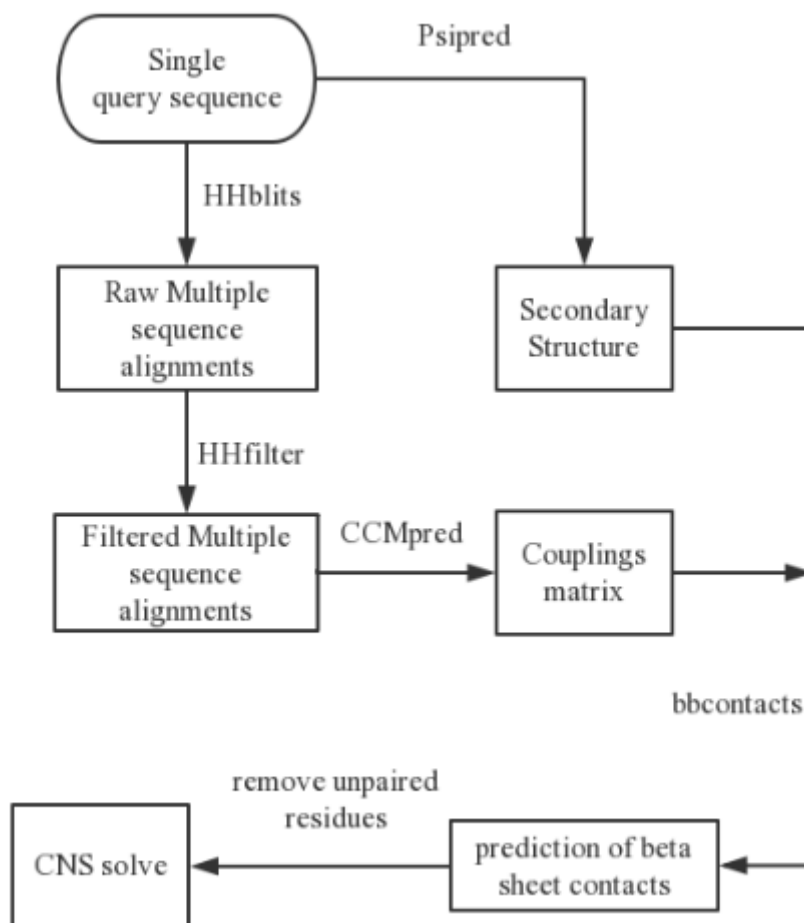 Psipred
Single
query sequence
HHblits
Raw Multiple
sequence
alignments
Secondary
Structure
HHfilter
Filtered Multiple
sequence
alignments
CCMpred
Couplings
matrix
bbcontacts
remove unpaired
residues
CNS solve
prediction of beta
sheet contacts